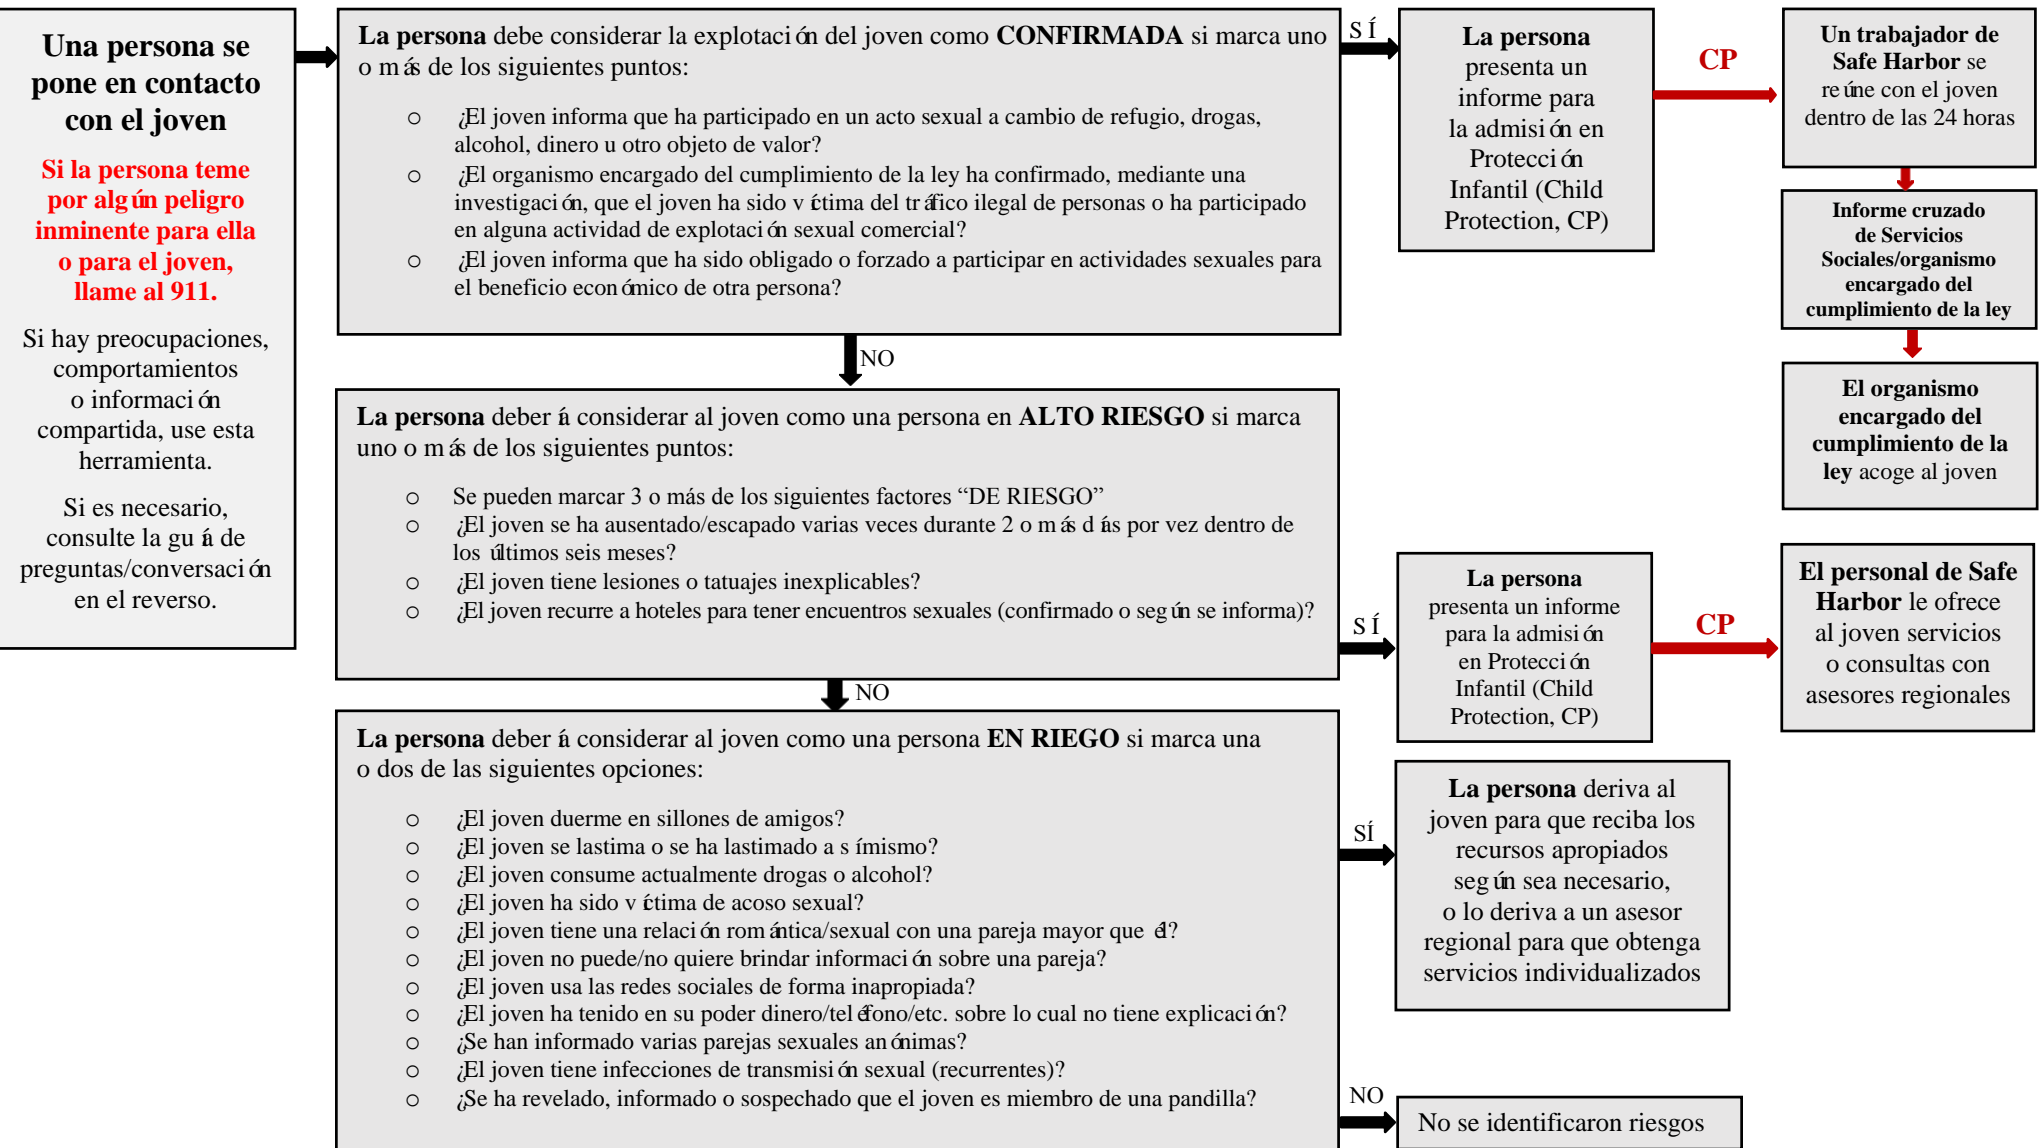 Una persona se
pone en contacto
con el joven
Si la persona teme
por algún peligro
inminente para ella
o para el joven,
llame al 911.
Si hay preocupaciones,
comportamientos
o información
compartida, use esta
herramienta.
Si es necesario,
consulte la guía de
preguntas/conversación
en el reverso.
La persona debe considerar la explotación del joven como CONFIRMADA si marca uno
o más de los siguientes puntos:
o ¿El joven informa que ha participado en un acto sexual a cambio de refugio, drogas,
alcohol, dinero u otro objeto de valor?
o ¿El organismo encargado del cumplimiento de la ley ha confirmado, mediante una
investigación, que el joven ha sido víctima del tráfico ilegal de personas o ha participado
en alguna actividad de explotación sexual comercial?
o ¿El joven informa que ha sido obligado o forzado a participar en actividades sexuales para
el beneficio económico de otra persona?
SÍ
La persona
presenta un
informe para
la admisión en
Protección
Infantil (Child
Protection, CP)
CP
Un trabajador de
Safe Harbor se
reúne con el joven
dentro de las 24 horas
Informe cruzado
de Servicios
Sociales/organismo
encargado del
cumplimiento de la ley
El organismo
encargado del
cumplimiento de la
ley acoge al joven
NO
La persona deberá considerar al joven como una persona en ALTO RIESGO si marca
uno o más de los siguientes puntos:
o Se pueden marcar 3 o más de los siguientes factores “DE RIESGO”
o ¿El joven se ha ausentado/escapado varias veces durante 2 o más días por vez dentro de
los últimos seis meses?
o ¿El joven tiene lesiones o tatuajes inexplicables?
o ¿El joven recurre a hoteles para tener encuentros sexuales (confirmado o según se informa)?
SÍ
La persona
presenta un informe
para la admisión
en Protección
Infantil (Child
Protection, CP)
CP
El personal de Safe
Harbor le ofrece
al joven servicios
o consultas con
asesores regionales
NO
La persona deberá considerar al joven como una persona EN RIEGO si marca una
o dos de las siguientes opciones:
o ¿El joven duerme en sillones de amigos?
o ¿El joven se lastima o se ha lastimado a sí mismo?
o ¿El joven consume actualmente drogas o alcohol?
o ¿El joven ha sido víctima de acoso sexual?
o ¿El joven tiene una relación romántica/sexual con una pareja mayor que él?
o ¿El joven no puede/no quiere brindar información sobre una pareja?
o ¿El joven usa las redes sociales de forma inapropiada?
o ¿El joven ha tenido en su poder dinero/teléfono/etc. sobre lo cual no tiene explicación?
o ¿Se han informado varias parejas sexuales anónimas?
o ¿El joven tiene infecciones de transmisión sexual (recurrentes)?
o ¿Se ha revelado, informado o sospechado que el joven es miembro de una pandilla?
SÍ
La persona deriva al
joven para que reciba los
recursos apropiados
según sea necesario,
o lo deriva a un asesor
regional para que obtenga
servicios individualizados
NO
No se identificaron riesgos